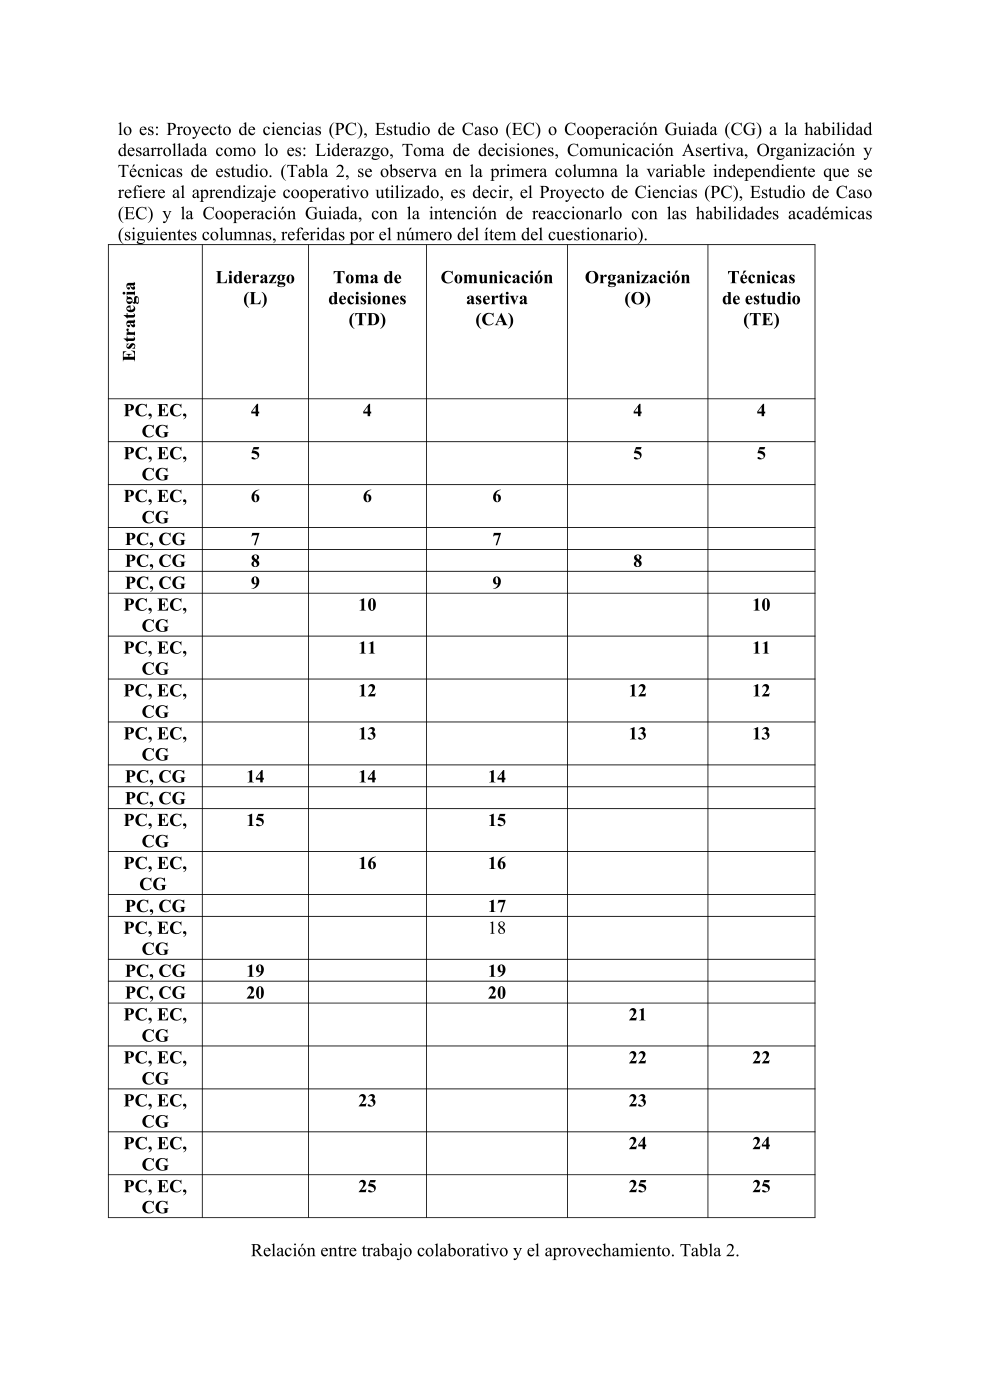 lo es: Proyecto de ciencias (PC), Estudio de Caso (EC) o Cooperación Guiada (CG) a la habilidad
desarrollada como lo es: Liderazgo, Toma de decisiones, Comunicación Asertiva, Organización y
Técnicas de estudio. (Tabla 2, se observa en la primera columna la variable independiente que se
refiere al aprendizaje cooperativo utilizado, es decir, el Proyecto de Ciencias (PC), Estudio de Caso
(EC) y la Cooperación Guiada, con la intención de reaccionarlo con las habilidades académicas
(siguientes columnas, referidas por el número del ítem del cuestionario).
Estrategia
Liderazgo
(L)
Toma de
decisiones
(TD)
Comunicación
asertiva
(CA)
Organización
(O)
Técnicas
de estudio
(TE)
PC, EC, 4 4 4 4
CG
PC, EC, 5 5 5
CG
PC, EC, 6 6 6
CG
PC, CG 7 7
PC, CG 8 8
PC, CG 9 9
PC, EC, 10 10
CG
PC, EC, 11 11
CG
PC, EC, 12 12 12
CG
PC, EC, 13 13 13
CG
PC, CG 14 14 14
PC, CG
PC, EC, 15 15
CG
PC, EC, 16 16
CG
PC, CG 17
PC, EC, 18
CG
PC, CG 19 19
PC, CG 20 20
PC, EC, 21
CG
PC, EC, 22 22
CG
PC, EC, 23 23
CG
PC, EC, 24 24
CG
PC, EC, 25 25 25
CG
Relación entre trabajo colaborativo y el aprovechamiento. Tabla 2.